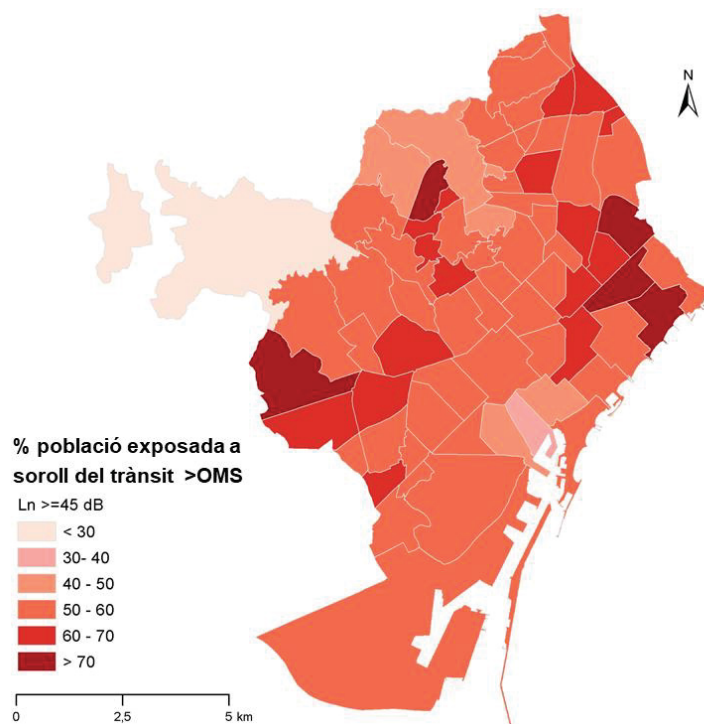 N
% població exposada a
soroll del trànsit >OMS
Ln >=45 dB
< 30
30- 40
40 - 50
50 - 60
60 - 70
> 70
0 2,5 5 km